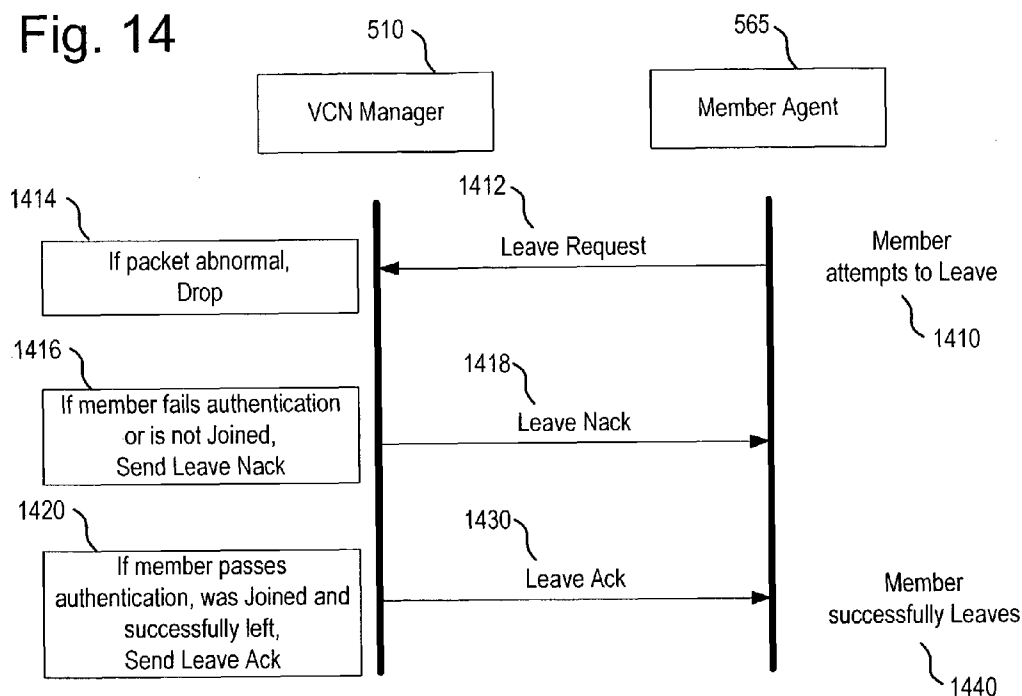 Fig. 14
510
565
VCN Manager
Member Agent
1414
1412
If packet abnormal,
Drop
Leave Request
Member
attempts to Leave
1410
1416
1418
If member fails authentication
or is not Joined,
Send Leave Nack
Leave Nack
1420
1430
If member passes
authentication, was Joined and
successfully left,
Send Leave Ack
Leave Ack
Member
successfully Leaves
1440